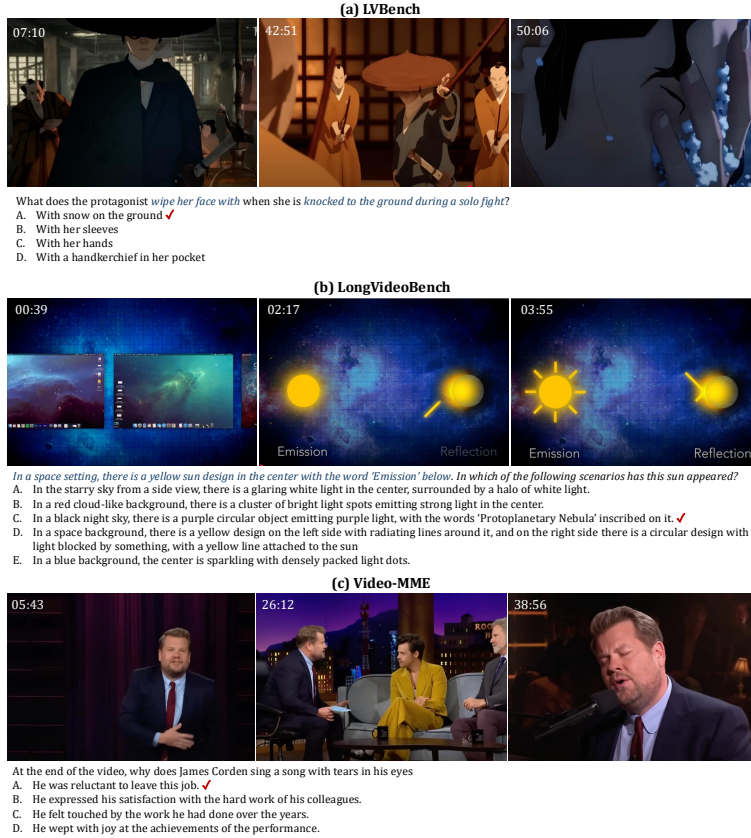 (a) LVBench
07:10
42:51
50:06
What does the protagonist wipe her face with when she is knocked to the ground during a solo fight?
A. With snow on the ground ✓
B. With her sleeves
C. With her hands
D. With a handkerchief in her pocket
(b) LongVideoBench
00:39
02:17
03:55
Emission
Reflection
Emission
Reflection
In a space setting, there is a yellow sun design in the center with the word ‘Emission’ below. In which of the following scenarios has this sun appeared?
A. In the starry sky from a side view, there is a glaring white light in the center, surrounded by a halo of white light.
B. In a red cloud-like background, there is a cluster of bright light spots emitting strong light in the center.
C. In a black night sky, there is a purple circular object emitting purple light, with the words ‘Protoplanetary Nebula’ inscribed on it. ✓
D. In a space background, there is a yellow design on the left side with radiating lines around it, and on the right side there is a circular design with
light blocked by something, with a yellow line attached to the sun
E. In a blue background, the center is sparkling with densely packed light dots.
(c) Video-MME
05:43
26:12
38:56
At the end of the video, why does James Corden sing a song with tears in his eyes
A. He was reluctant to leave this job. ✓
B. He expressed his satisfaction with the hard work of his colleagues.
C. He felt touched by the work he had done over the years.
D. He wept with joy at the achievements of the performance.